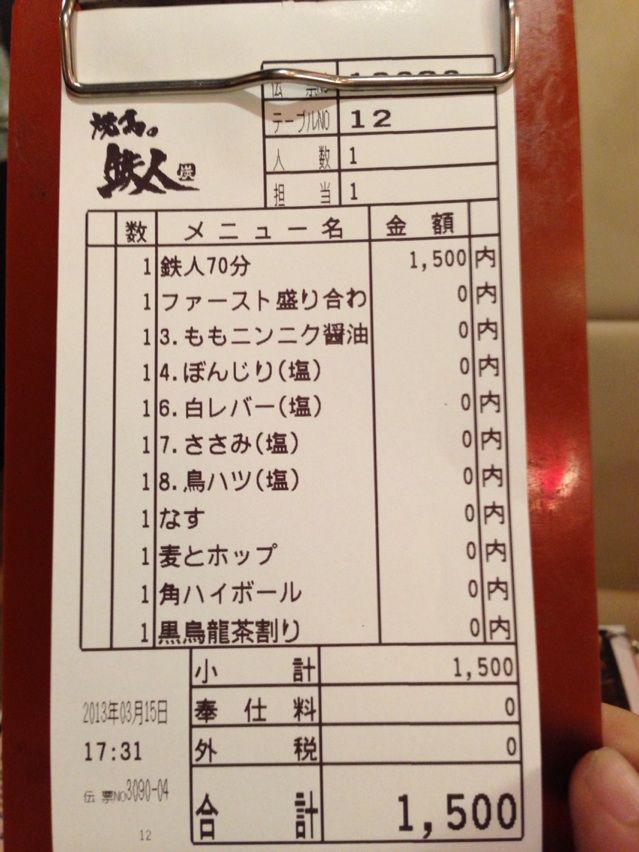 伝票
テーブルNO 12
人数 1
担当 1
焼鳥の
鉄人 炭
数 メニュー名 金額
1 鉄人70分 1,500 内
1 ファースト盛り合わ 0 内
1 3.ももニンニク醤油 0 内
1 4.ぼんじり(塩) 0 内
1 6.白レバー(塩) 0 内
1 7.ささみ(塩) 0 内
1 8.鳥ハツ(塩) 0 内
1 なす 0 内
1 麦とホップ 0 内
1 角ハイボール 0 内
1 黒烏龍茶割り 0 内
小計 1,500
奉仕料 0
外税 0
合計 1,500
2013年03月15日
17:31
伝票NO3090-04
12